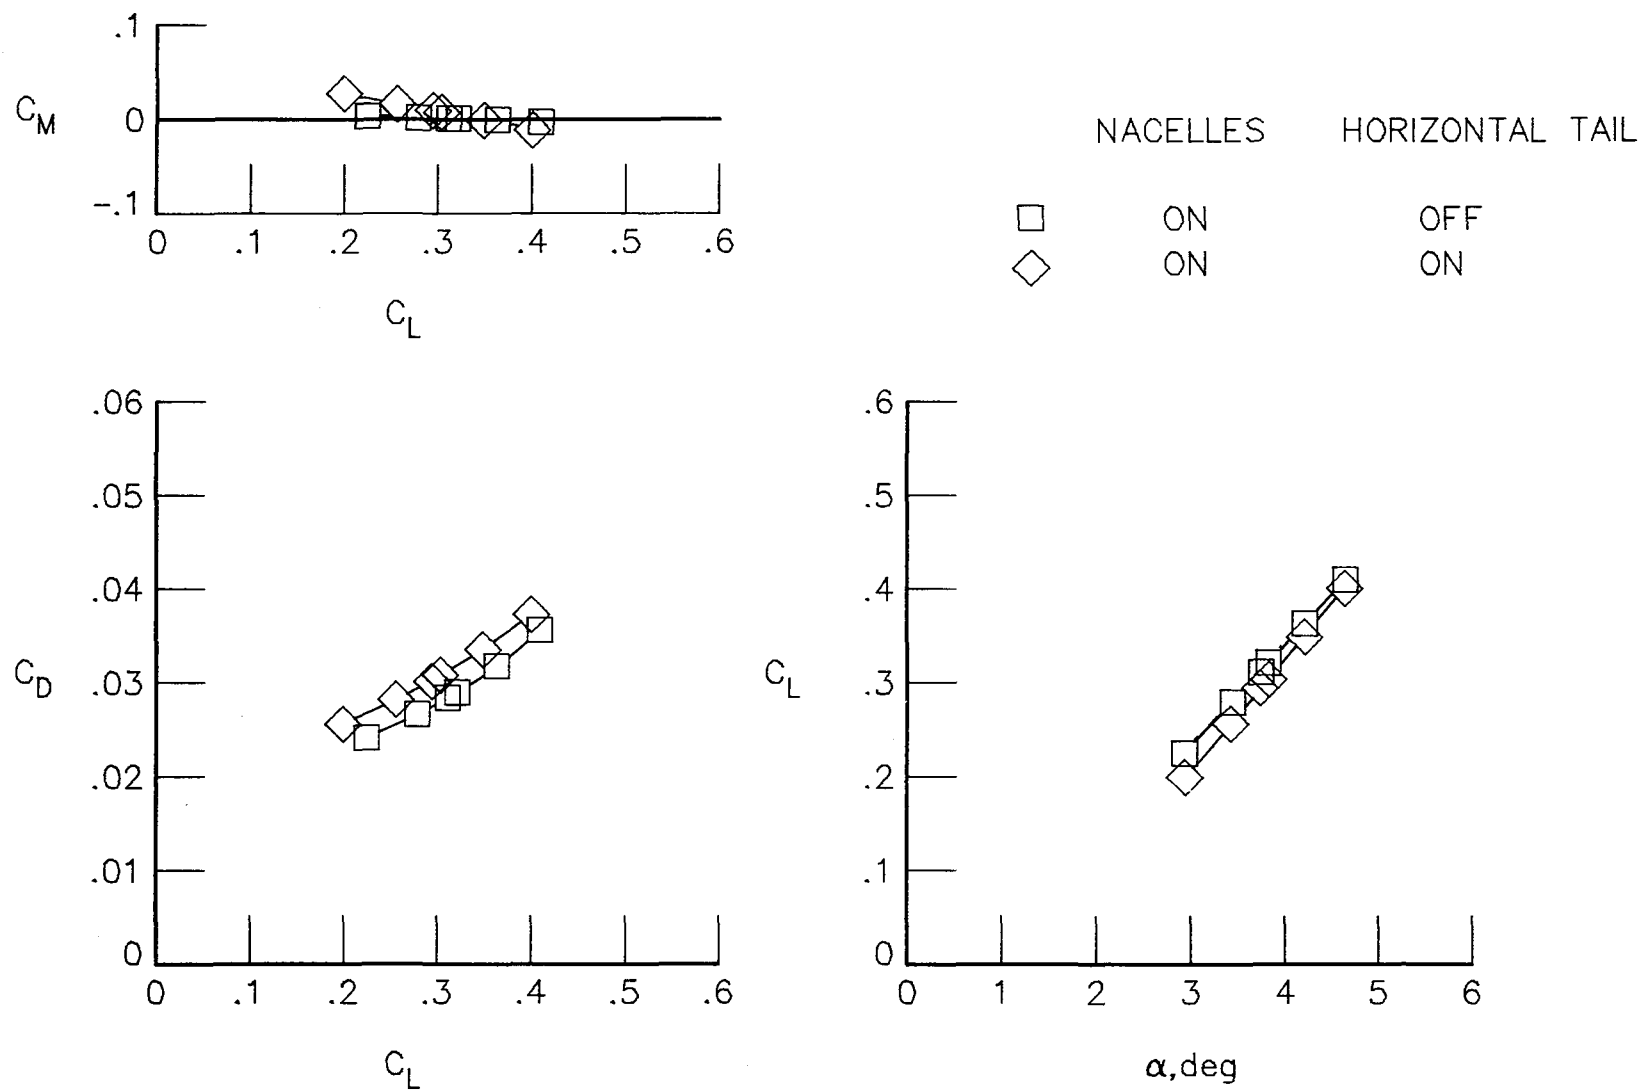 .1
C_M
0
-.1
0 .1 .2 .3 .4 .5 .6
C_L
NACELLES HORIZONTAL TAIL
ON OFF
ON ON
.06
.05
.04
C_D
.03
.02
.01
0
0 .1 .2 .3 .4 .5 .6
C_L
.6
.5
.4
C_L
.3
.2
.1
0
0 1 2 3 4 5 6
α,deg